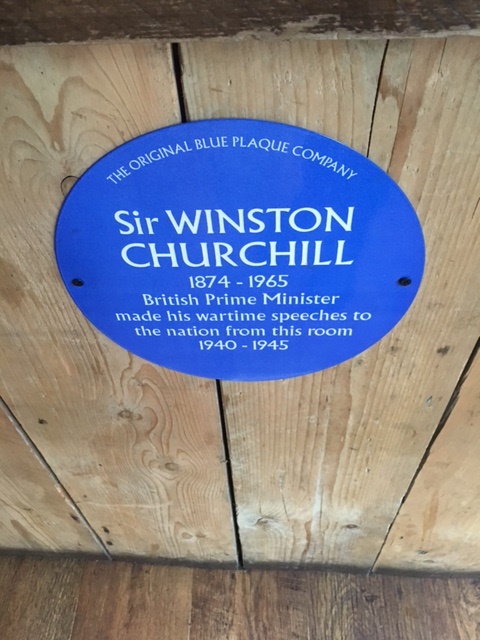 THE ORIGINAL BLUE PLAQUE COMPANY
Sir WINSTON
CHURCHILL
1874 - 1965
British Prime Minister
made his wartime speeches to
the nation from this room
1940 - 1945